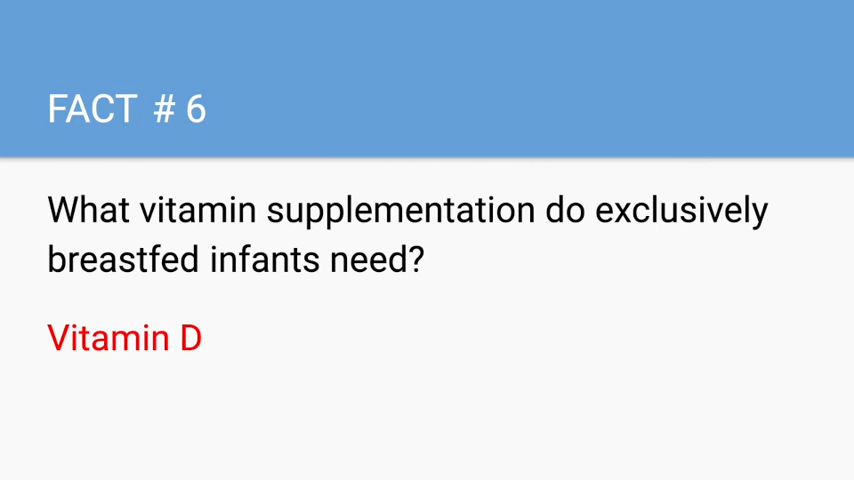 FACT # 6
What vitamin supplementation do exclusively
breastfed infants need?
Vitamin D